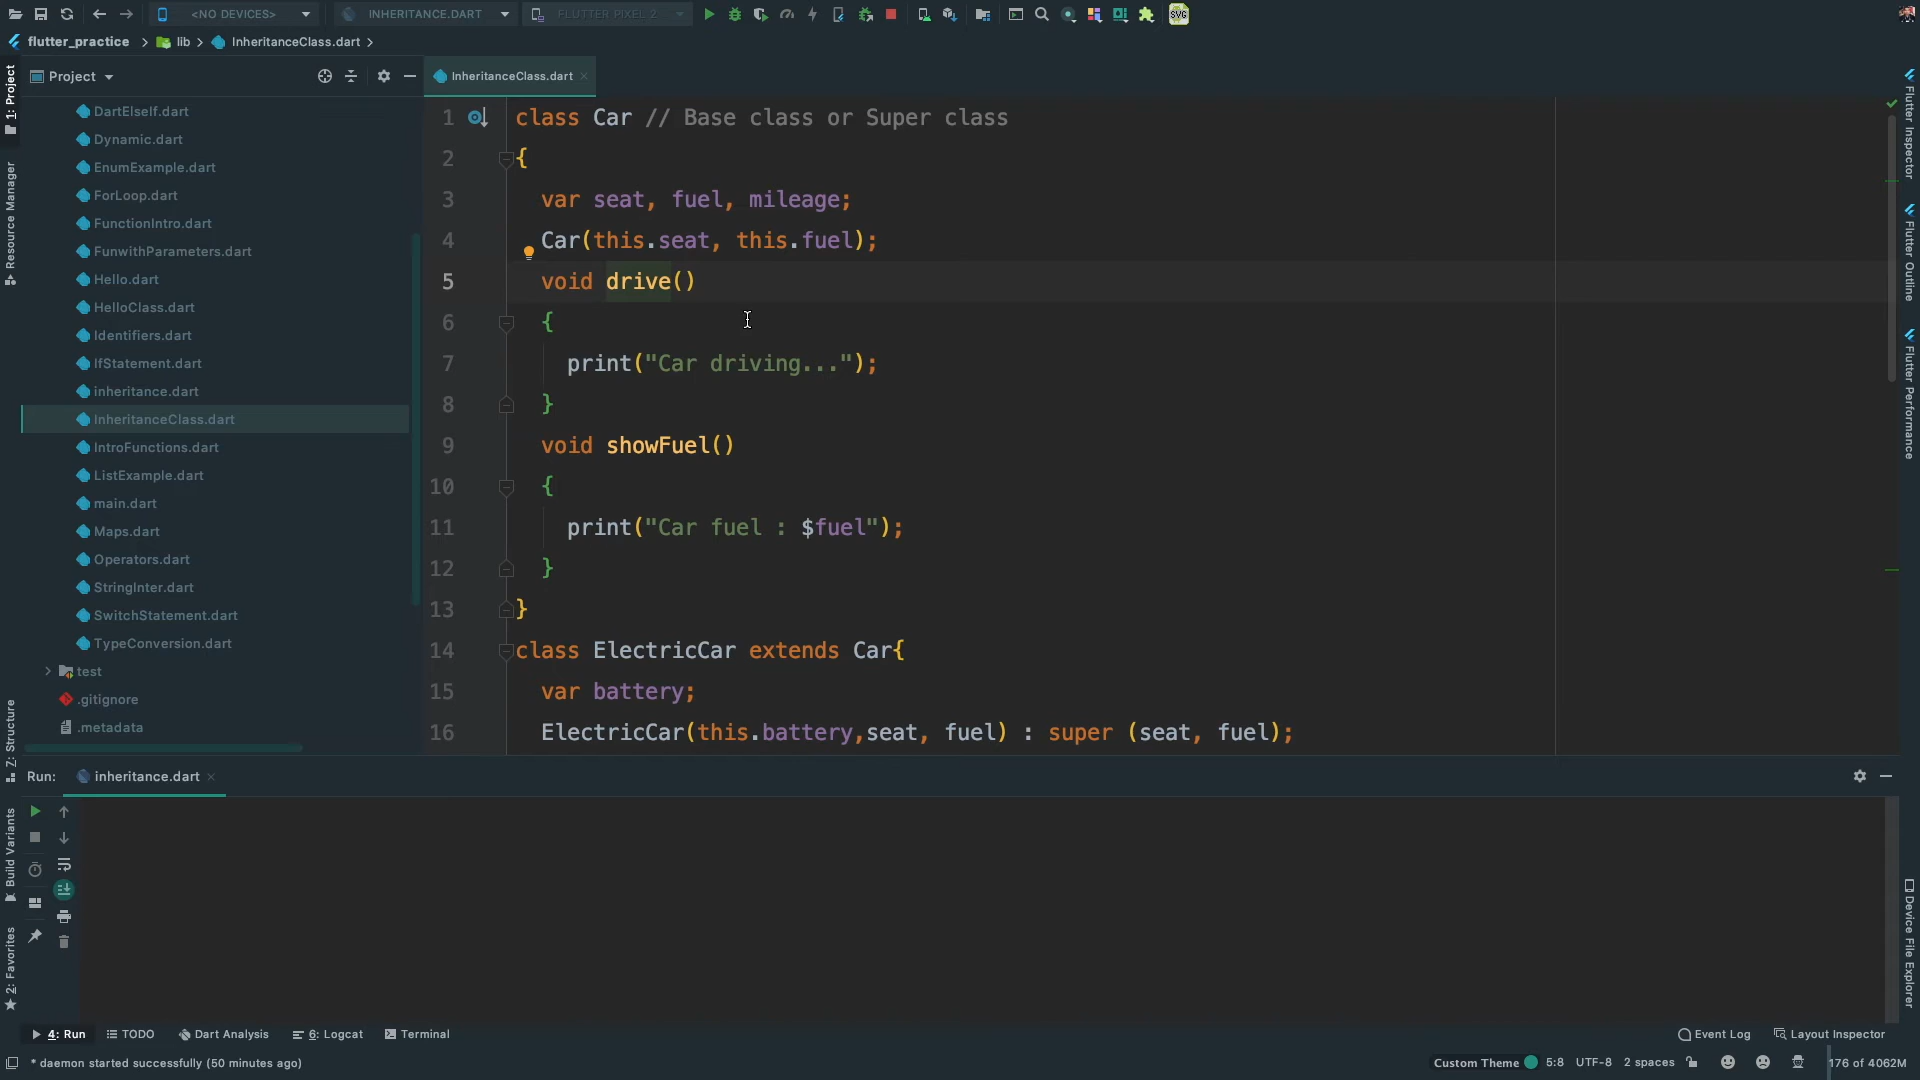 <NO DEVICES>
INHERITANCE.DART
FLUTTER PIXEL 2
SVG
flutter_practice
lib
InheritanceClass.dart
1: Project
Resource Manager
Z: Structure
Build Variants
2: Favorites
Project
DartElseIf.dart
Dynamic.dart
EnumExample.dart
ForLoop.dart
FunctionIntro.dart
FunwithParameters.dart
Hello.dart
HelloClass.dart
Identifiers.dart
IfStatement.dart
inheritance.dart
InheritanceClass.dart
IntroFunctions.dart
ListExample.dart
main.dart
Maps.dart
Operators.dart
StringInter.dart
SwitchStatement.dart
TypeConversion.dart
test
.gitignore
.metadata
InheritanceClass.dart
1 class Car // Base class or Super class
2 {
3 var seat, fuel, mileage;
4 Car(this.seat, this.fuel);
5 void drive()
6 {
7 print("Car driving...");
8 }
9 void showFuel()
10 {
11 print("Car fuel : $fuel");
12 }
13 }
14 class ElectricCar extends Car{
15 var battery;
16 ElectricCar(this.battery,seat, fuel) : super (seat, fuel);
Flutter Inspector
Flutter Outline
Flutter Performance
Device File Explorer
Run: inheritance.dart
4: Run
TODO
Dart Analysis
6: Logcat
Terminal
Event Log
Layout Inspector
* daemon started successfully (50 minutes ago)
Custom Theme
5:8
UTF-8
2 spaces
176 of 4062M